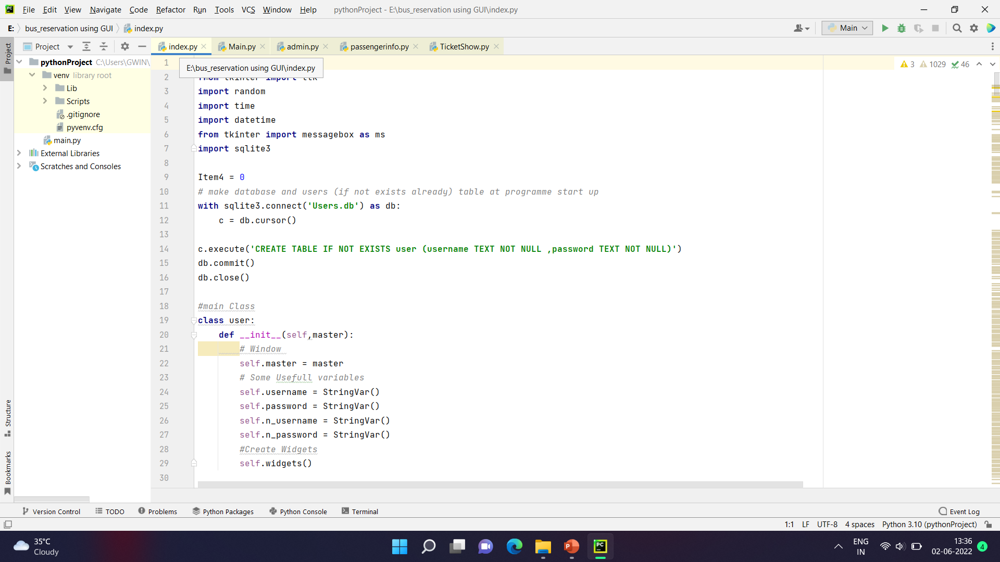 File Edit View Navigate Code Refactor Run Tools VCS Window Help pythonProject - E:\bus_reservation using GUI\index.py
E: bus_reservation using GUI index.py Main
Project index.py Main.py admin.py passengerinfo.py TicketShow.py
Project
pythonProject C:\Users\GWIN\
venv library root
Lib
Scripts
.gitignore
pyvenv.cfg
main.py
External Libraries
Scratches and Consoles
E:\bus_reservation using GUI\index.py
3 1029 46
1
2 from tkinter import ttk
3 import random
4 import time
5 import datetime
6 from tkinter import messagebox as ms
7 import sqlite3
8
9 Item4 = 0
10 # make database and users (if not exists already) table at programme start up
11 with sqlite3.connect('Users.db') as db:
12 c = db.cursor()
13
14 c.execute('CREATE TABLE IF NOT EXISTS user (username TEXT NOT NULL ,password TEXT NOT NULL)')
15 db.commit()
16 db.close()
17
18 #main Class
19 class user:
20 def __init__(self,master):
21 # Window
22 self.master = master
23 # Some Usefull variables
24 self.username = StringVar()
25 self.password = StringVar()
26 self.n_username = StringVar()
27 self.n_password = StringVar()
28 #Create Widgets
29 self.widgets()
30
Structure
Bookmarks
Version Control TODO Problems Python Packages Python Console Terminal Event Log
1:1 LF UTF-8 4 spaces Python 3.10 (pythonProject)
35°C
Cloudy
ENG
IN
13:36
02-06-2022
4